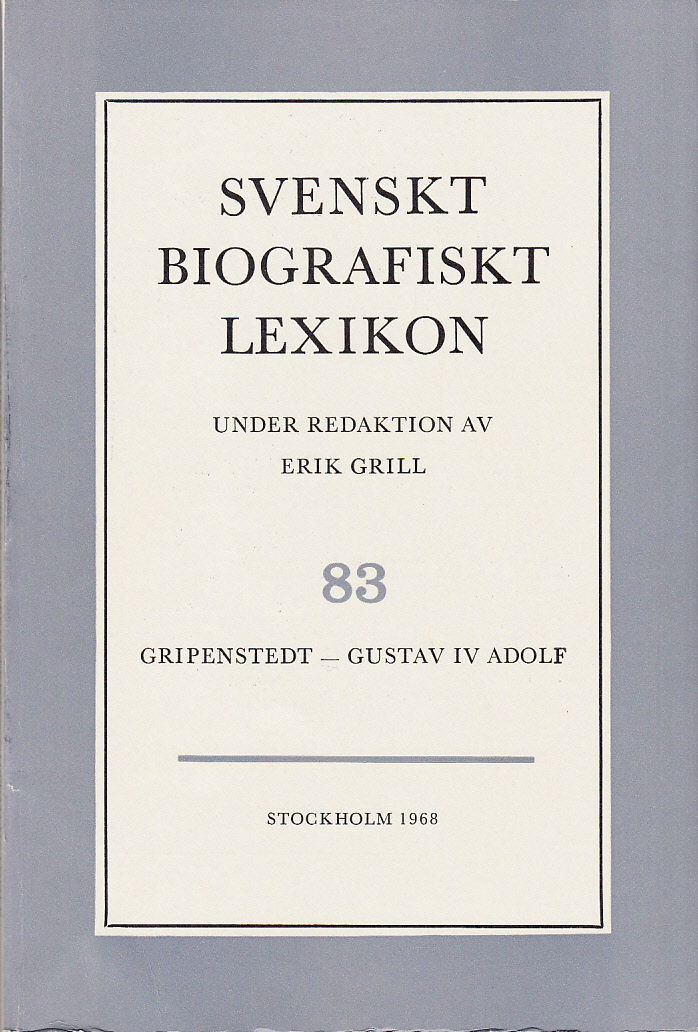 SVENSKT
BIOGRAFISKT
LEXIKON
UNDER REDAKTION AV
ERIK GRILL
83
GRIPENSTEDT — GUSTAV IV ADOLF
STOCKHOLM 1968